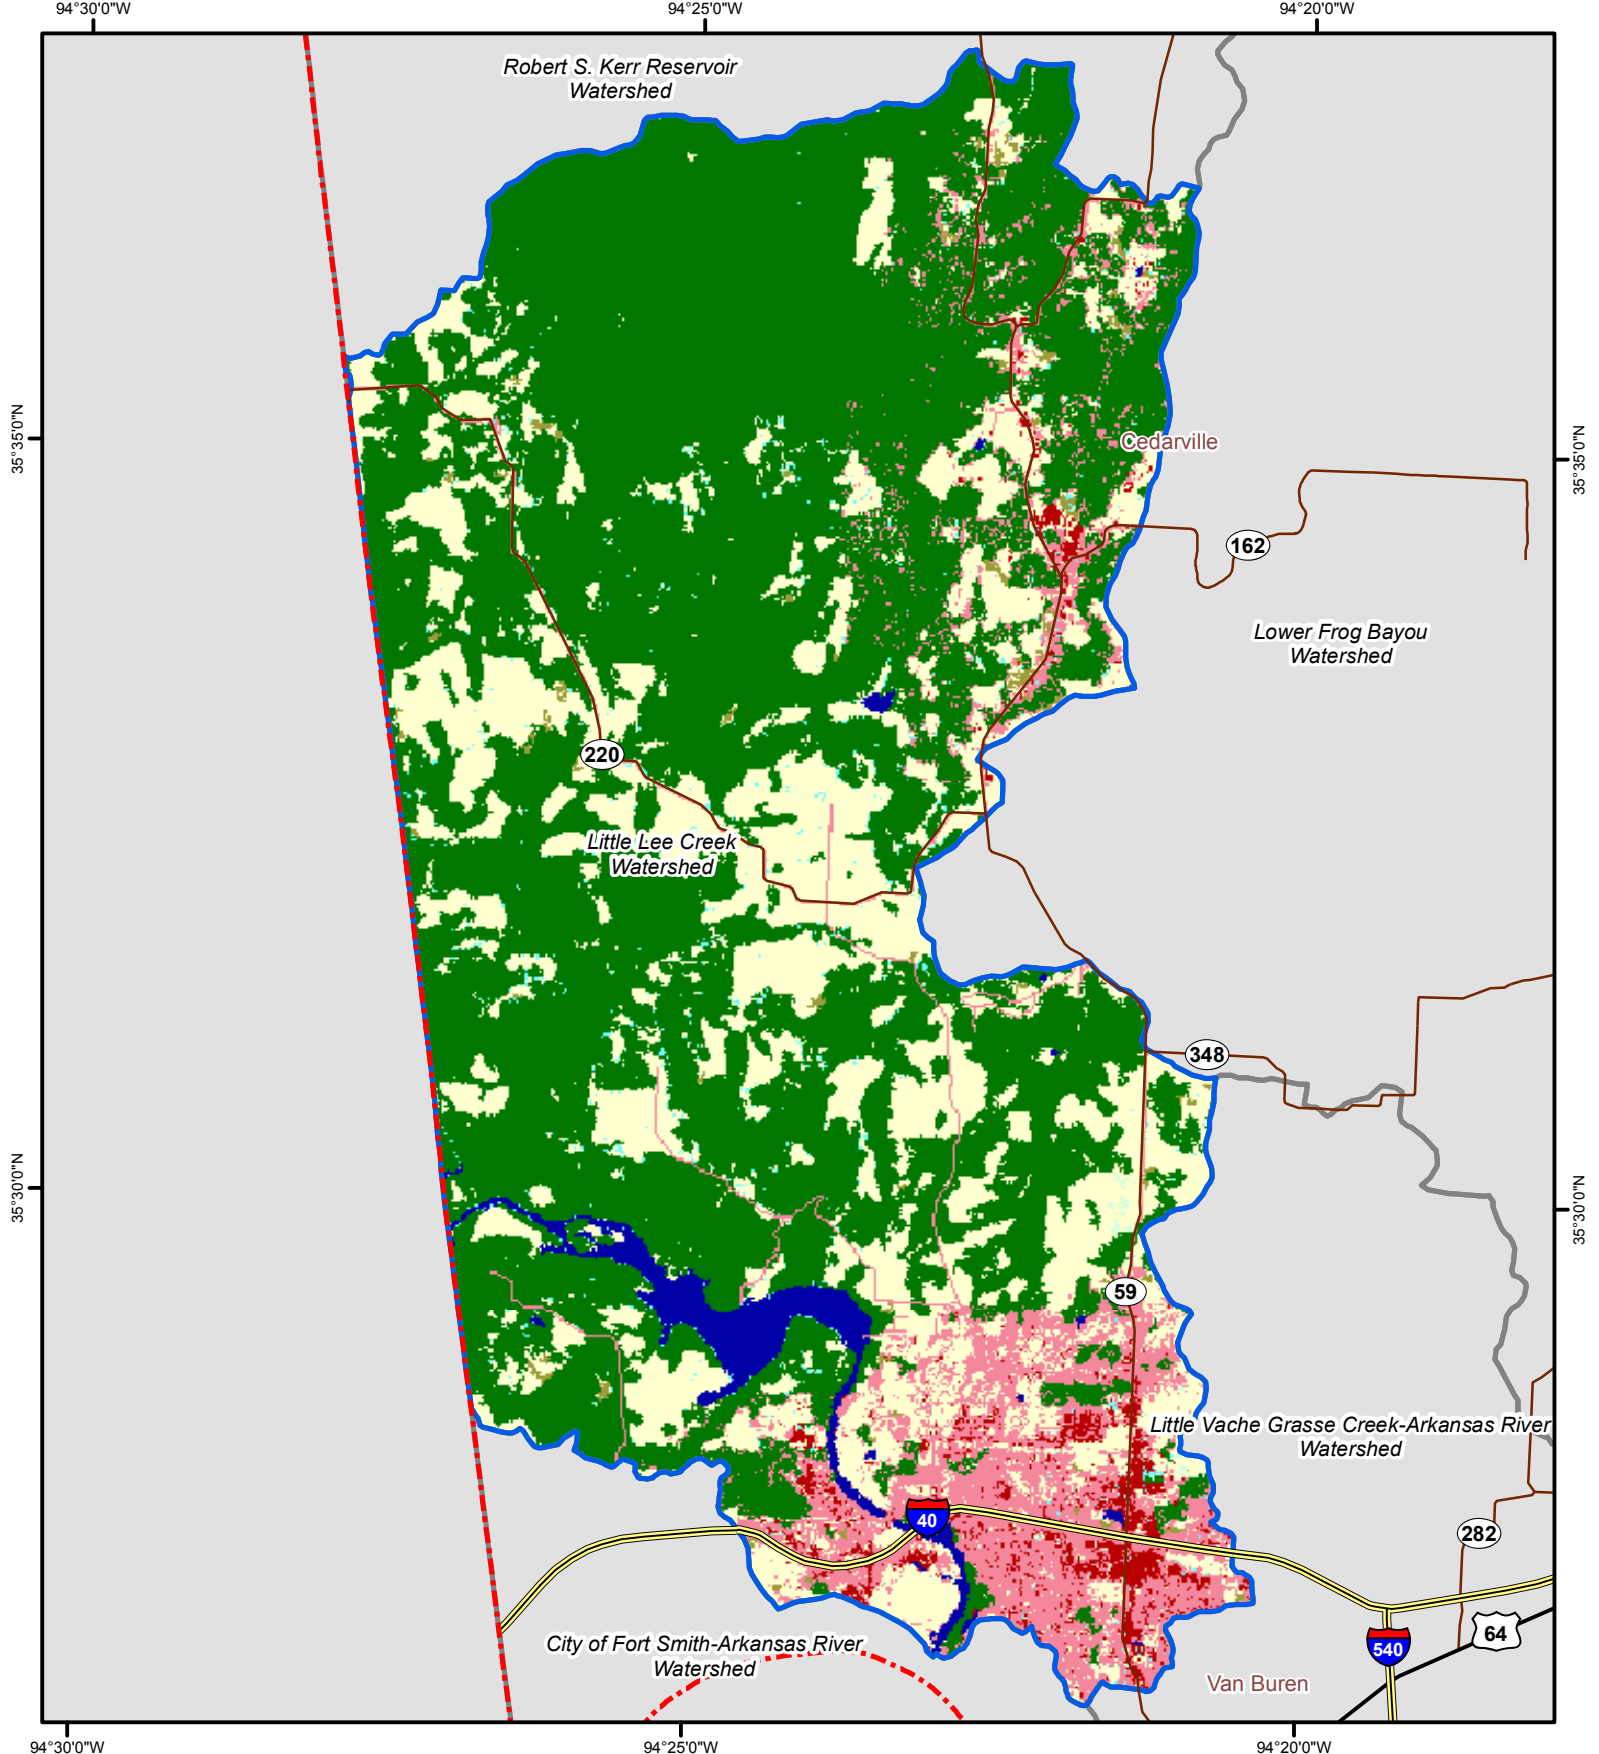 94°30'0"W
94°25'0"W
94°20'0"W
Robert S. Kerr Reservoir
Watershed
35°35'0"N
35°35'0"N
Cedarville
162
Lower Frog Bayou
Watershed
220
Little Lee Creek
Watershed
348
35°30'0"N
35°30'0"N
59
Little Vache Grasse Creek-Arkansas River
Watershed
40
282
City of Fort Smith-Arkansas River
Watershed
64
540
Van Buren
94°30'0"W
94°25'0"W
94°20'0"W